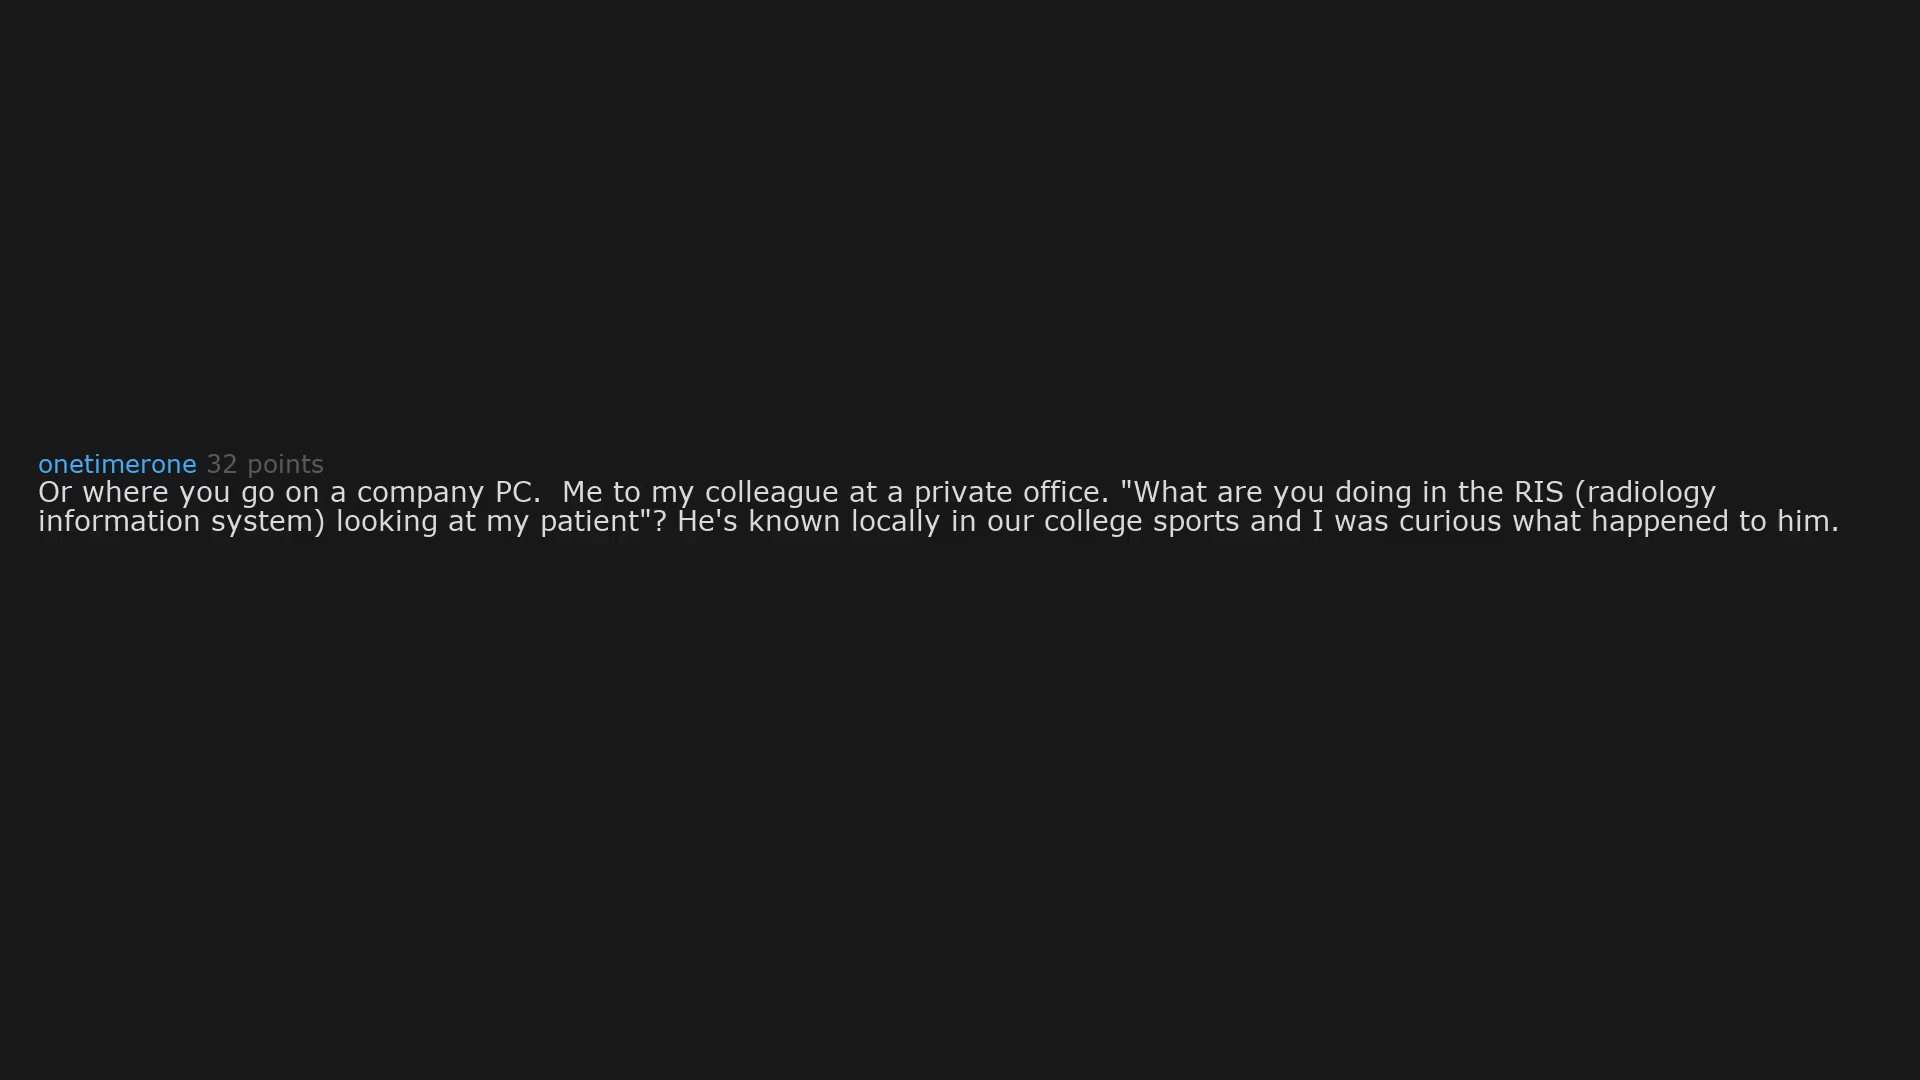 onetimerone 32 points
Or where you go on a company PC.  Me to my colleague at a private office. "What are you doing in the RIS (radiology
information system) looking at my patient"? He's known locally in our college sports and I was curious what happened to him.